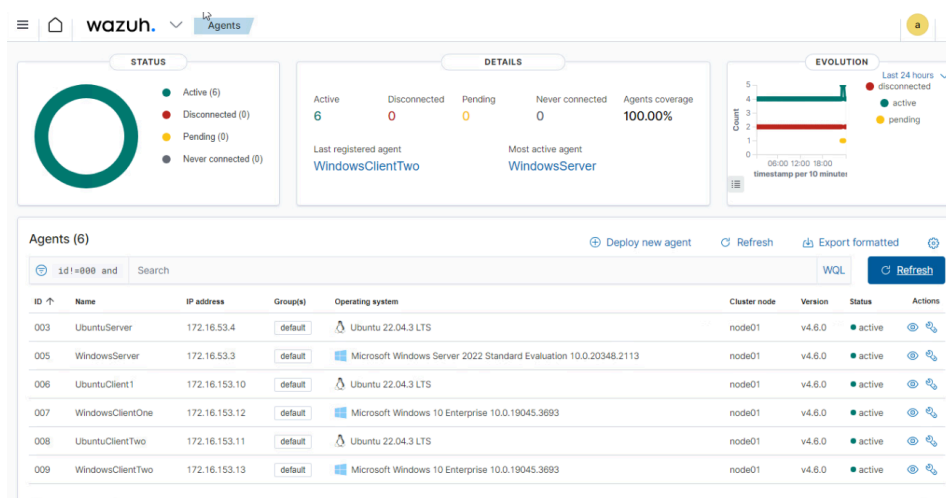 wazuh. Agents a
STATUS
Active (6)
Disconnected (0)
Pending (0)
Never connected (0)
DETAILS
Active Disconnected Pending Never connected Agents coverage
6 0 0 0 100.00%
Last registered agent Most active agent
WindowsClientTwo WindowsServer
EVOLUTION
Last 24 hours
disconnected
active
pending
Count
5
4
3
2
1
0
06:00 12:00 18:00
timestamp per 10 minutes
Agents (6) Deploy new agent Refresh Export formatted
id!=000 and Search WQL Refresh
ID Name IP address Group(s) Operating system Cluster node Version Status Actions
003 UbuntuServer 172.16.53.4 default Ubuntu 22.04.3 LTS node01 v4.6.0 active
005 WindowsServer 172.16.53.3 default Microsoft Windows Server 2022 Standard Evaluation 10.0.20348.2113 node01 v4.6.0 active
006 UbuntuClient1 172.16.153.10 default Ubuntu 22.04.3 LTS node01 v4.6.0 active
007 WindowsClientOne 172.16.153.12 default Microsoft Windows 10 Enterprise 10.0.19045.3693 node01 v4.6.0 active
008 UbuntuClientTwo 172.16.153.11 default Ubuntu 22.04.3 LTS node01 v4.6.0 active
009 WindowsClientTwo 172.16.153.13 default Microsoft Windows 10 Enterprise 10.0.19045.3693 node01 v4.6.0 active